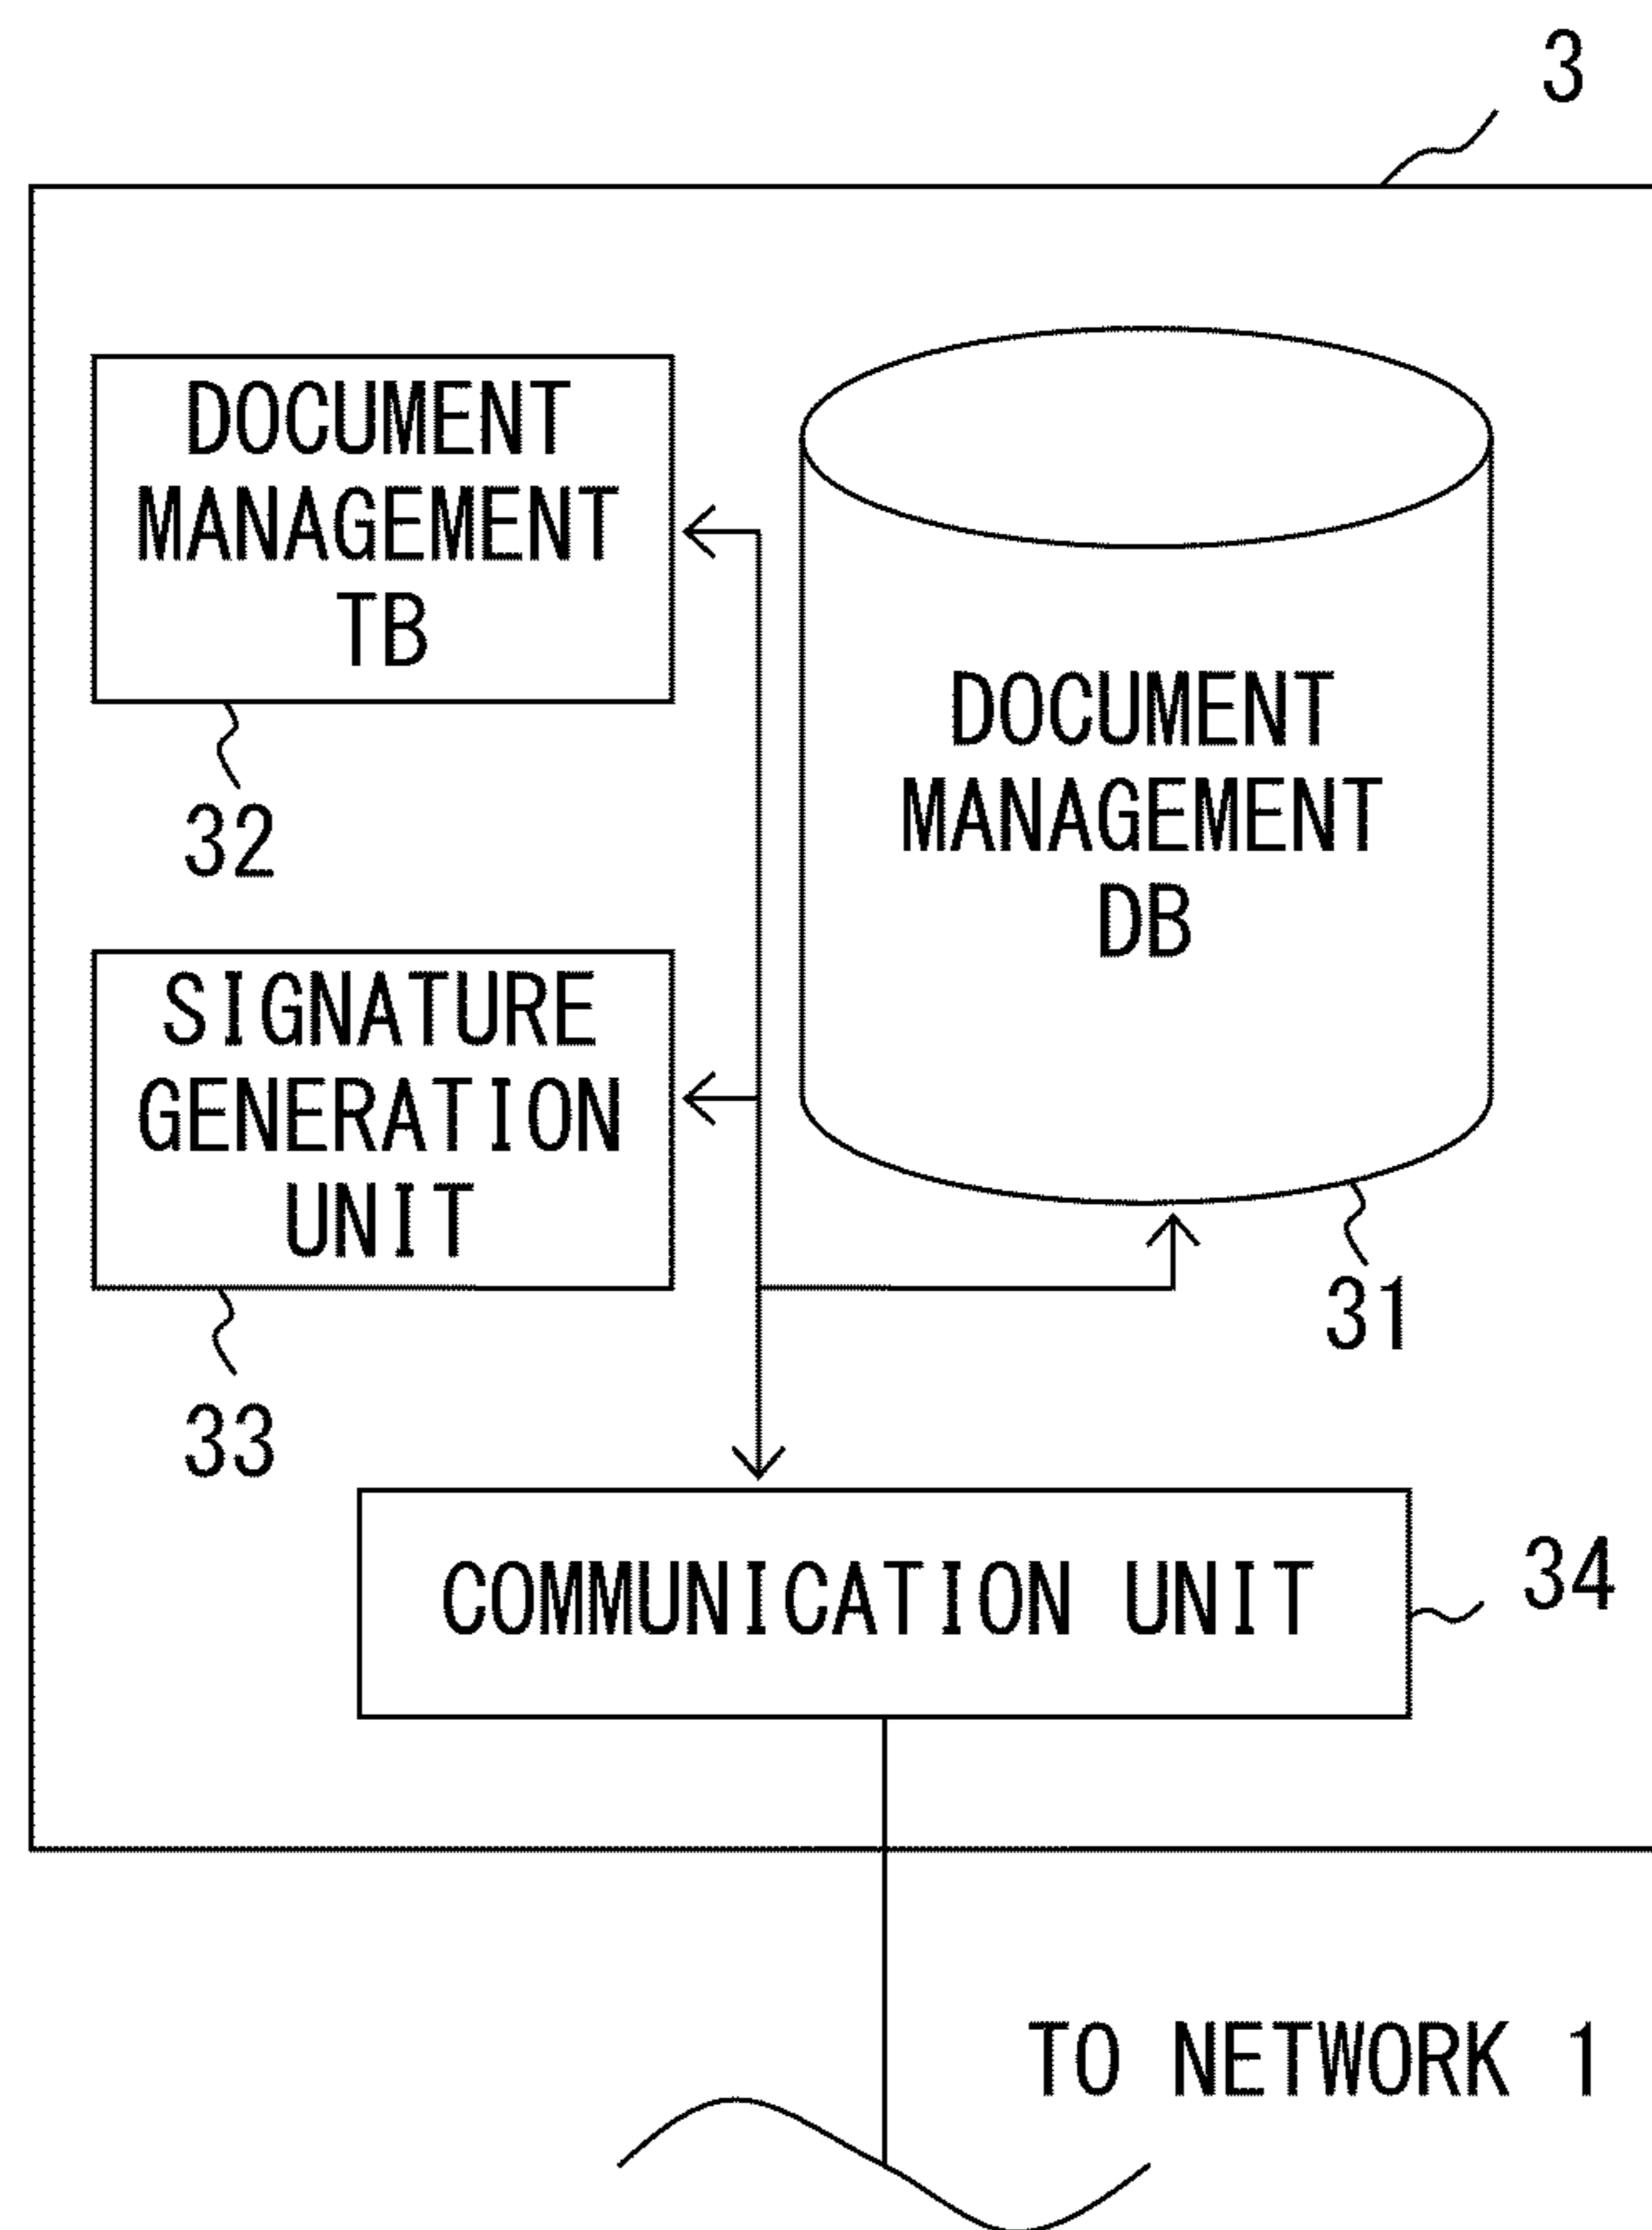 3
DOCUMENT
MANAGEMENT
TB
32
DOCUMENT
MANAGEMENT
DB
31
SIGNATURE
GENERATION
UNIT
33
COMMUNICATION UNIT
34
TO NETWORK 1